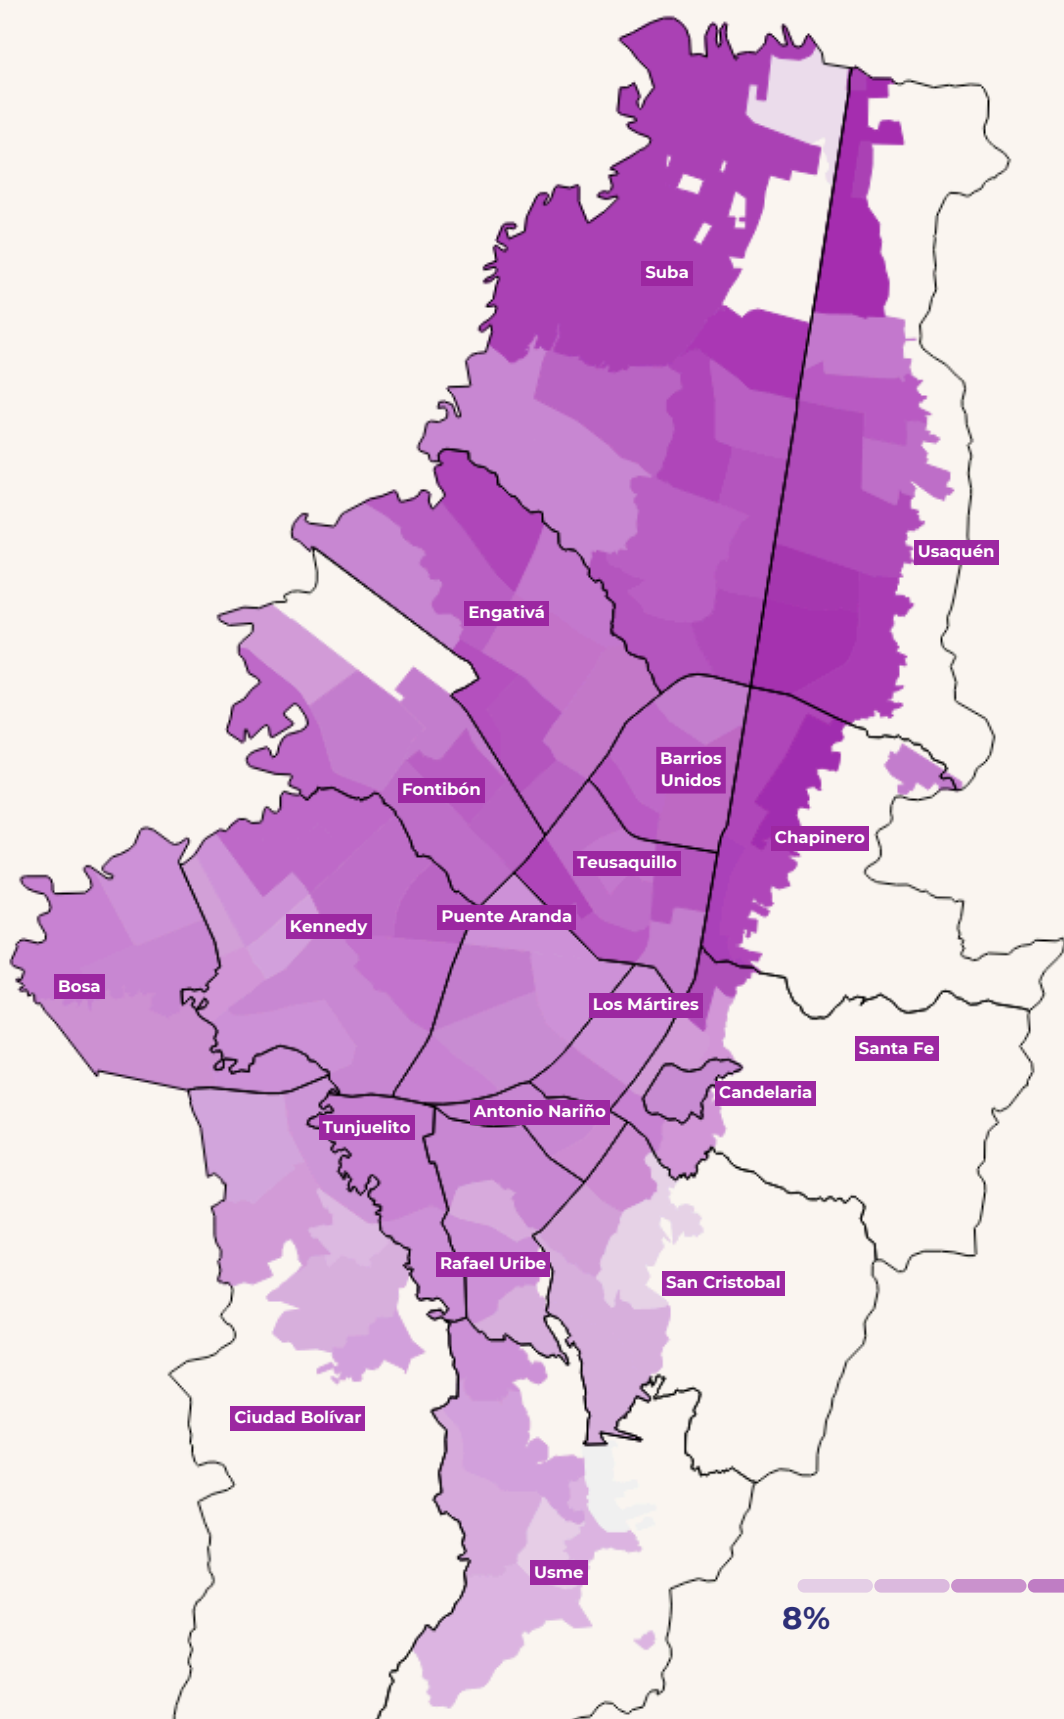 Suba
Usaquén
Engativá
Barrios
Unidos
Fontibón
Chapinero
Teusaquillo
Puente Aranda
Kennedy
Bosa
Los Mártires
Santa Fe
Candelaria
Antonio Nariño
Tunjuelito
Rafael Uribe
San Cristobal
Ciudad Bolívar
Usme
8%